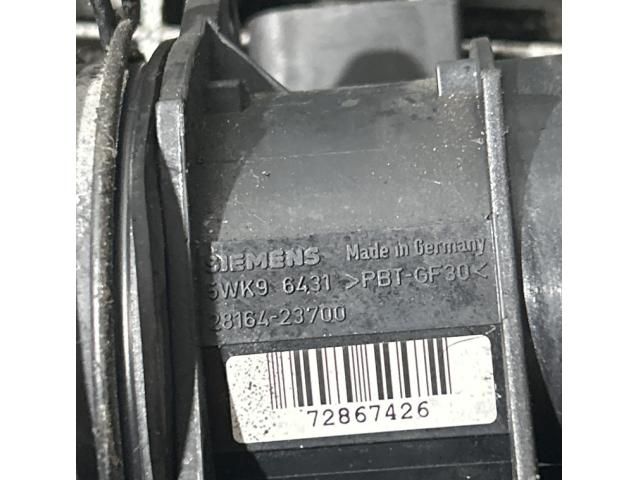 SIEMENS Made in Germany
5WK9 6431 >PBT-GF30<
28164-23700
72867426